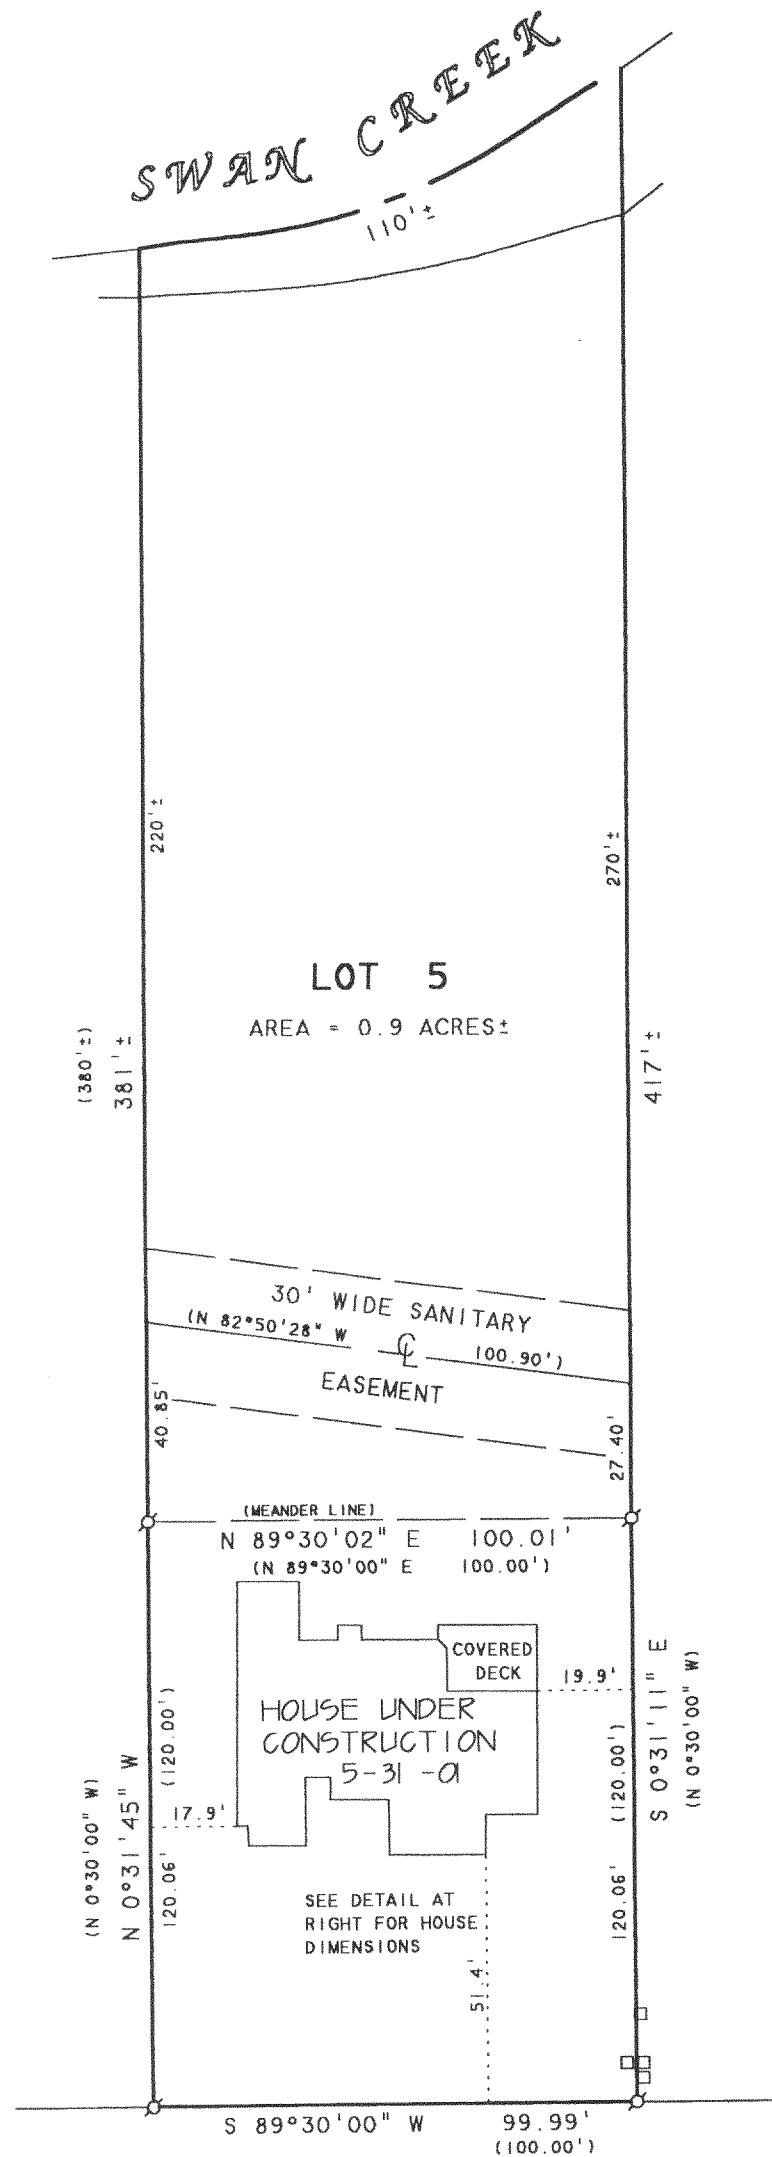 SWAN CREEK
110'±
220'±
270'±
LOT 5
AREA = 0.9 ACRES±
(380'±)
381'±
417'±
30' WIDE SANITARY
(N 82°50'28" W ℄ 100.90')
EASEMENT
40.85'
27.40'
(MEANDER LINE)
N 89°30'02" E 100.01'
(N 89°30'00" E 100.00')
COVERED
DECK
19.9'
HOUSE UNDER
CONSTRUCTION
5-31-01
17.9'
(N 0°30'00" W)
N 0°31'45" W
(120.00')
120.06'
S 0°31'11" E
(N 0°30'00" W)
(120.00')
120.06'
SEE DETAIL AT
RIGHT FOR HOUSE
DIMENSIONS
51.4'
S 89°30'00" W 99.99'
(100.00')